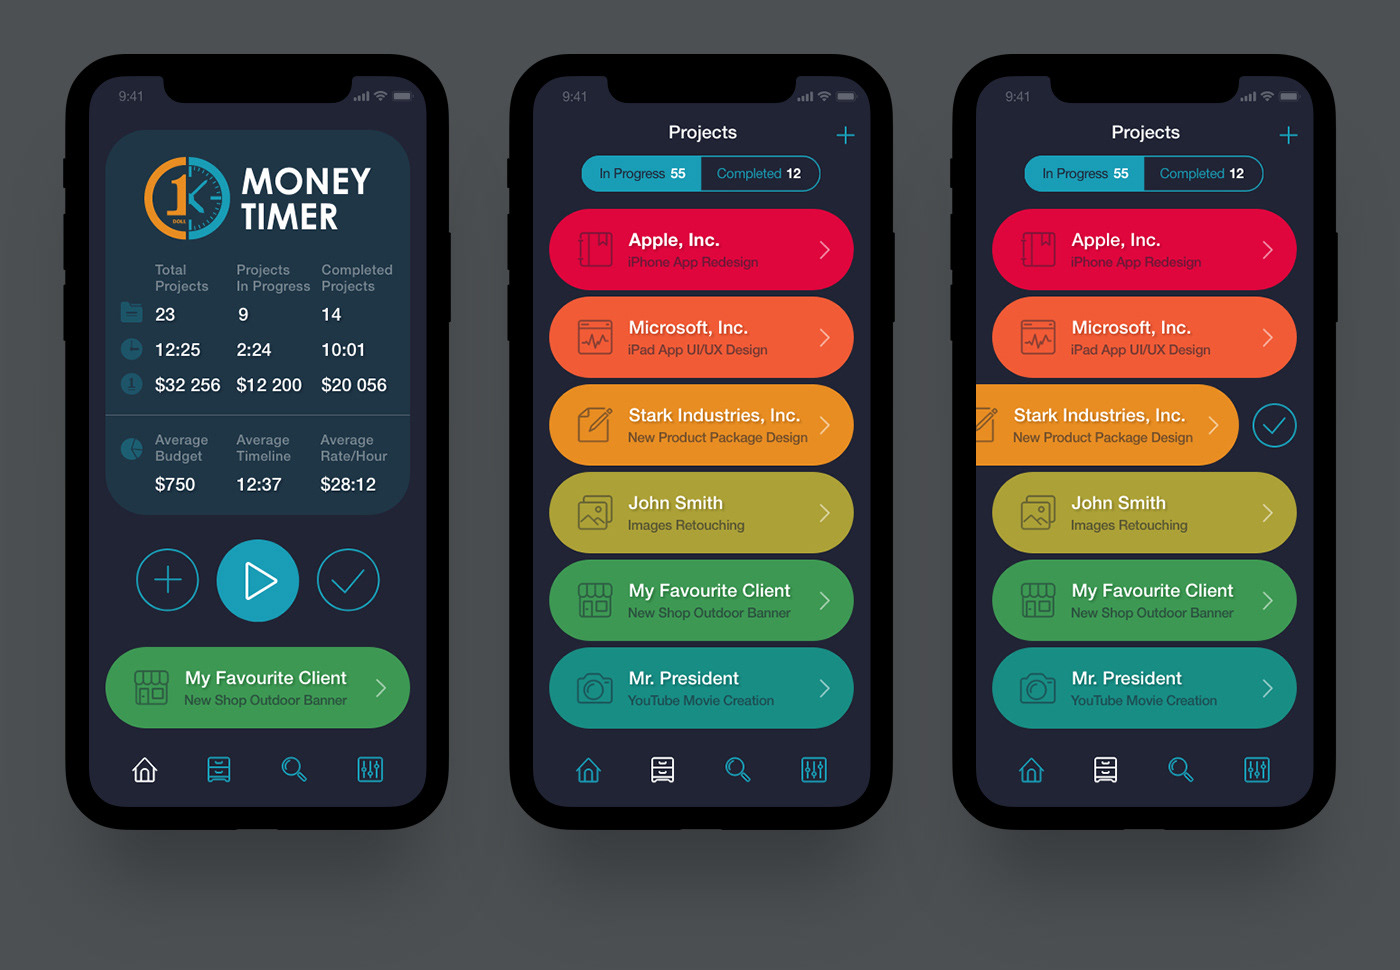 9:41
1
DOLL
MONEY
TIMER
Total Projects
Projects In Progress
Completed Projects
23 9 14
12:25 2:24 10:01
1
$32 256 $12 200 $20 056
Average Budget
Average Timeline
Average Rate/Hour
$750 12:37 $28:12
My Favourite Client
New Shop Outdoor Banner
9:41
Projects
In Progress 55 Completed 12
Apple, Inc.
iPhone App Redesign
Microsoft, Inc.
iPad App UI/UX Design
Stark Industries, Inc.
New Product Package Design
John Smith
Images Retouching
My Favourite Client
New Shop Outdoor Banner
Mr. President
YouTube Movie Creation
9:41
Projects
In Progress 55 Completed 12
Apple, Inc.
iPhone App Redesign
Microsoft, Inc.
iPad App UI/UX Design
Stark Industries, Inc.
New Product Package Design
John Smith
Images Retouching
My Favourite Client
New Shop Outdoor Banner
Mr. President
YouTube Movie Creation